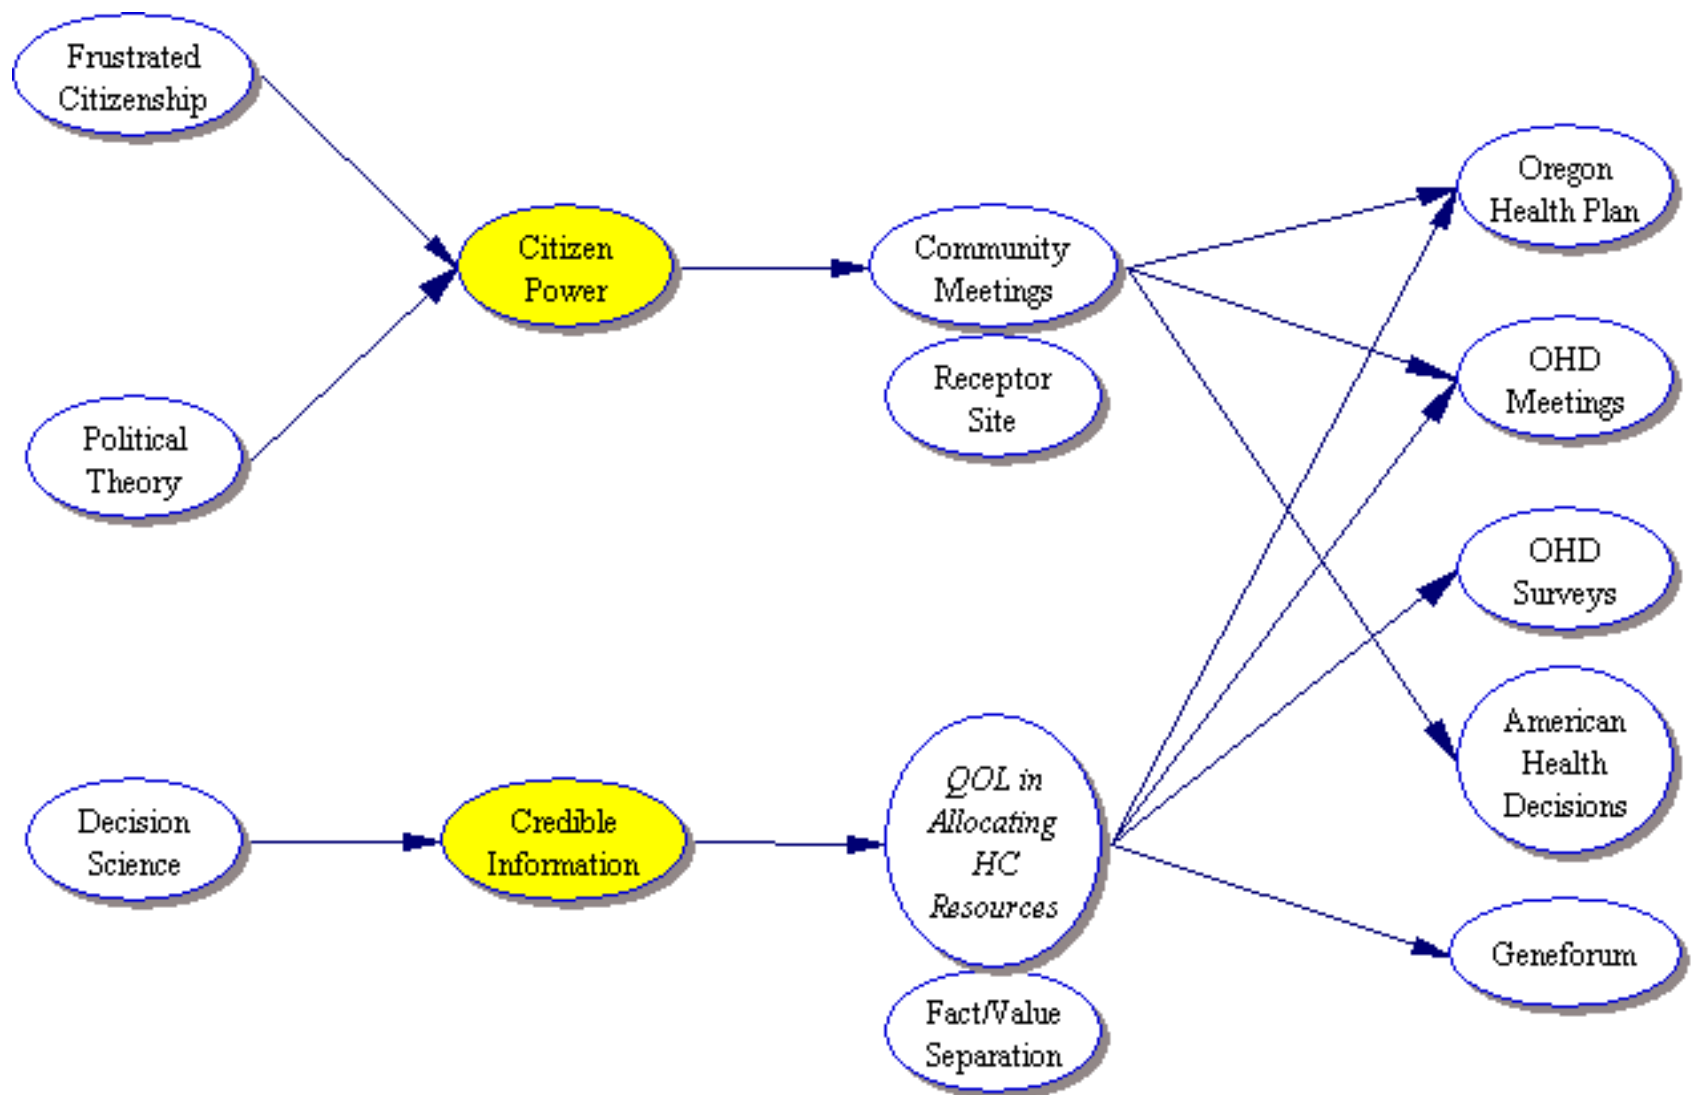 Frustrated
Citizenship
Political
Theory
Decision
Science
Citizen
Power
Credible
Information
Community
Meetings
Receptor
Site
QOL in
Allocating
HC
Resources
Fact/Value
Separation
Oregon
Health Plan
OHD
Meetings
OHD
Surveys
American
Health
Decisions
Geneforum